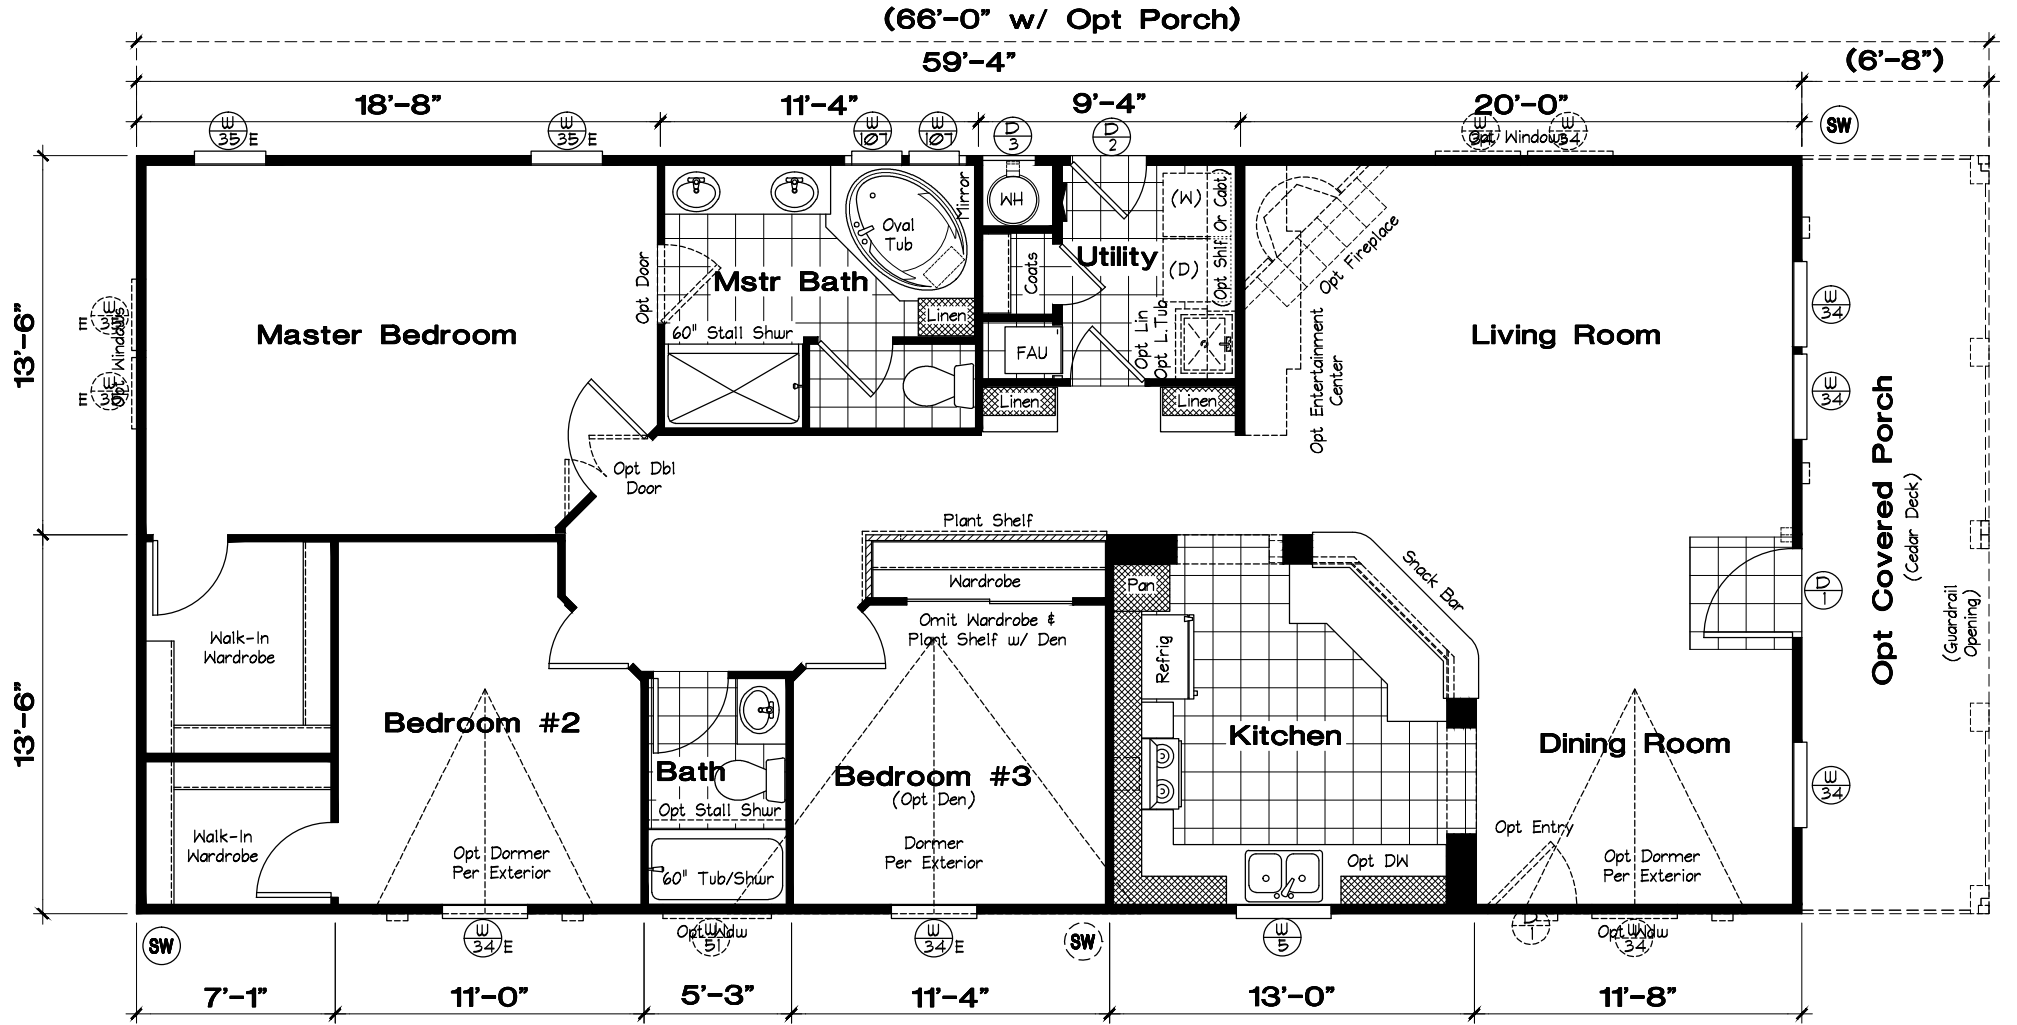 (66'-0" w/ Opt Porch)
59'-4"
(6'-8")
18'-8"
11'-4"
9'-4"
20'-0"
W
35 E
W
35 E
W
107
W
107
D
3
D
2
W
34
W
34
Opt Windows
SW
13'-6"
13'-6"
E 35
E 35
Opt Windows
Master Bedroom
Opt Door
Mstr Bath
Oval
Tub
Mirror
Linen
60" Stall Shwr
Opt Dbl
Door
WH
Coats
FAU
Utility
(W)
(D)
(Opt Shlf Or Cabt)
Opt Lin
Opt L.Tub
Linen
Linen
Opt Fireplace
Opt Entertainment
Center
Living Room
W
34
W
34
Opt Covered Porch
(Cedar Deck)
(Guardrail
Opening)
D
1
W
34
Plant Shelf
Wardrobe
Omit Wardrobe &
Plant Shelf w/ Den
Pan
Refrig
Snack Bar
Walk-In
Wardrobe
Walk-In
Wardrobe
Bedroom #2
Opt Dormer
Per Exterior
Bath
Opt Stall Shwr
60" Tub/Shwr
Bedroom #3
(Opt Den)
Dormer
Per Exterior
Kitchen
Opt DW
Dining Room
Opt Entry
Opt Dormer
Per Exterior
SW
W
34 E
Opt Wdw
W
51
W
34 E
SW
W
5
D
1
Opt Wdw
W
34
7'-1"
11'-0"
5'-3"
11'-4"
13'-0"
11'-8"